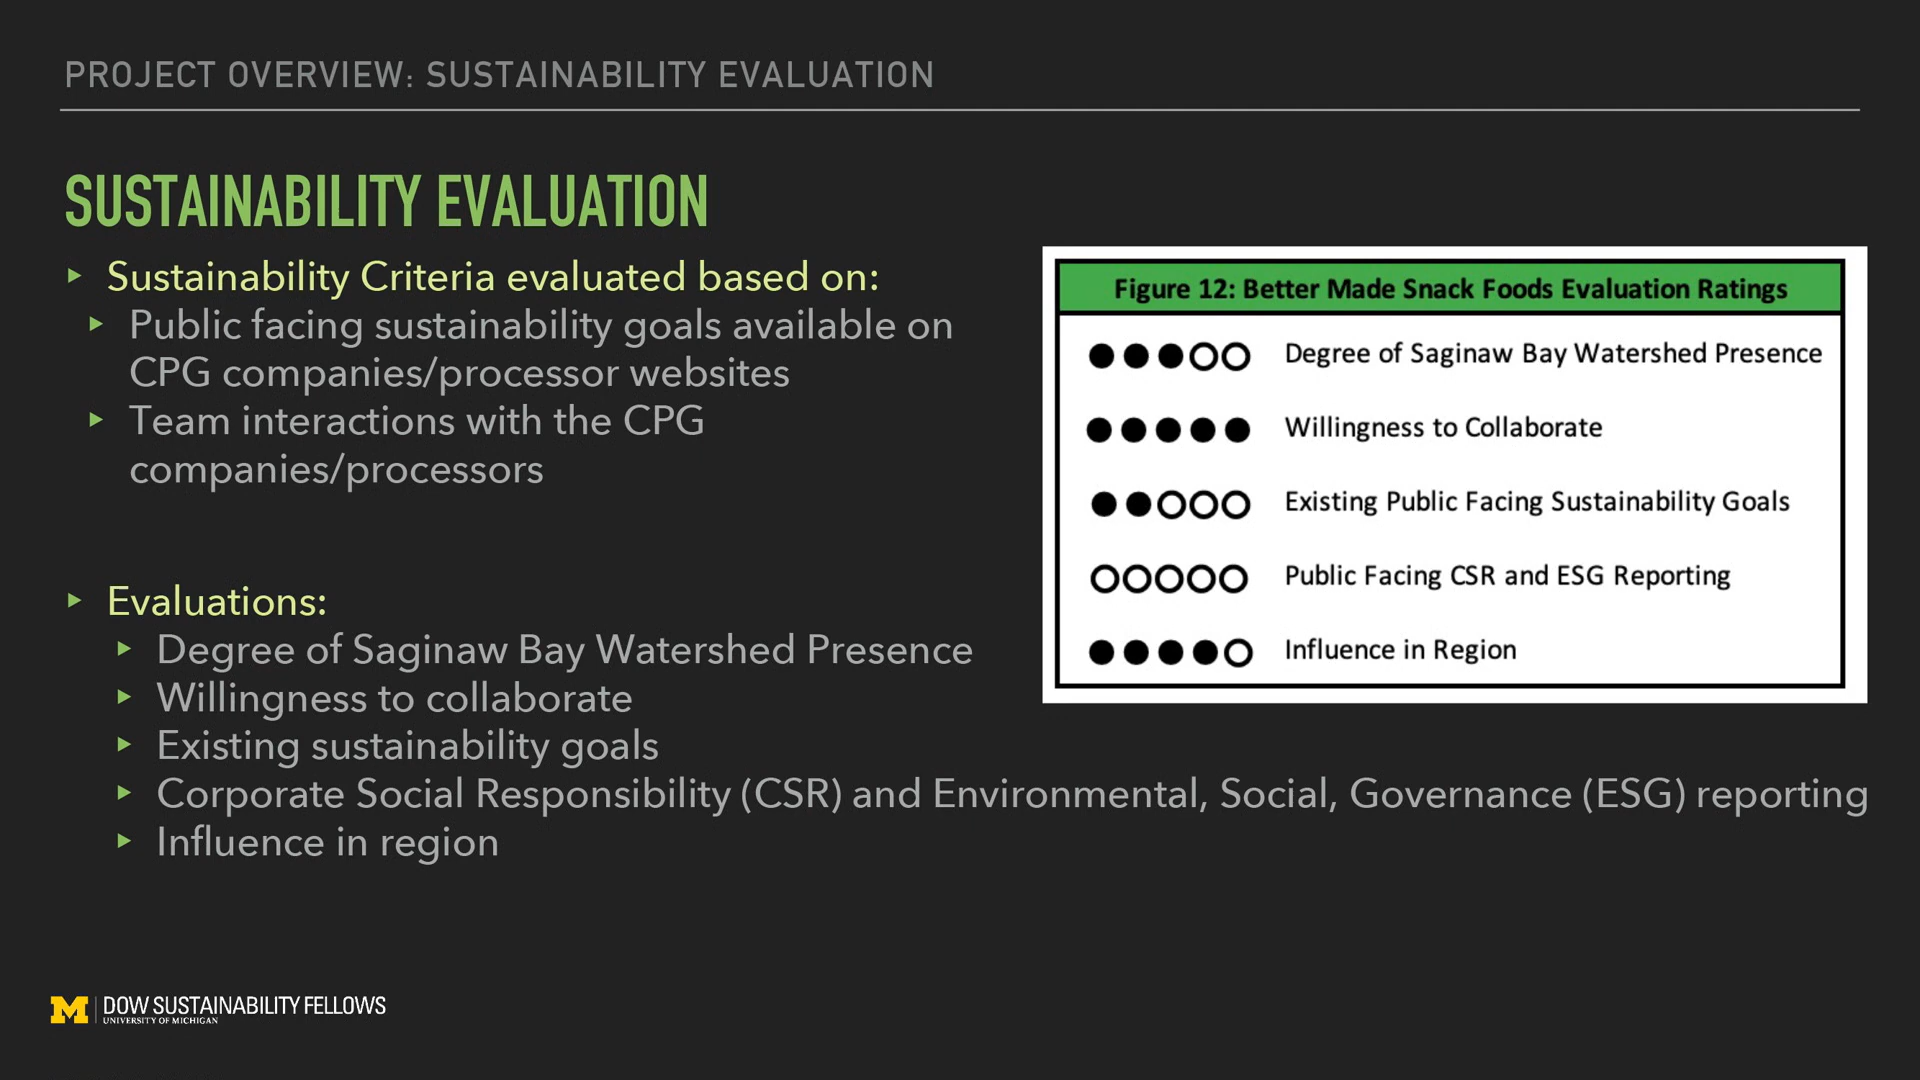 PROJECT OVERVIEW: SUSTAINABILITY EVALUATION
SUSTAINABILITY EVALUATION
▸ Sustainability Criteria evaluated based on:
▸ Public facing sustainability goals available on
CPG companies/processor websites
▸ Team interactions with the CPG
companies/processors
▸ Evaluations:
▸ Degree of Saginaw Bay Watershed Presence
▸ Willingness to collaborate
▸ Existing sustainability goals
▸ Corporate Social Responsibility (CSR) and Environmental, Social, Governance (ESG) reporting
▸ Influence in region
Figure 12: Better Made Snack Foods Evaluation Ratings
●●●○○ Degree of Saginaw Bay Watershed Presence
●●●●● Willingness to Collaborate
●●○○○ Existing Public Facing Sustainability Goals
○○○○○ Public Facing CSR and ESG Reporting
●●●●○ Influence in Region
M DOW SUSTAINABILITY FELLOWS
UNIVERSITY OF MICHIGAN